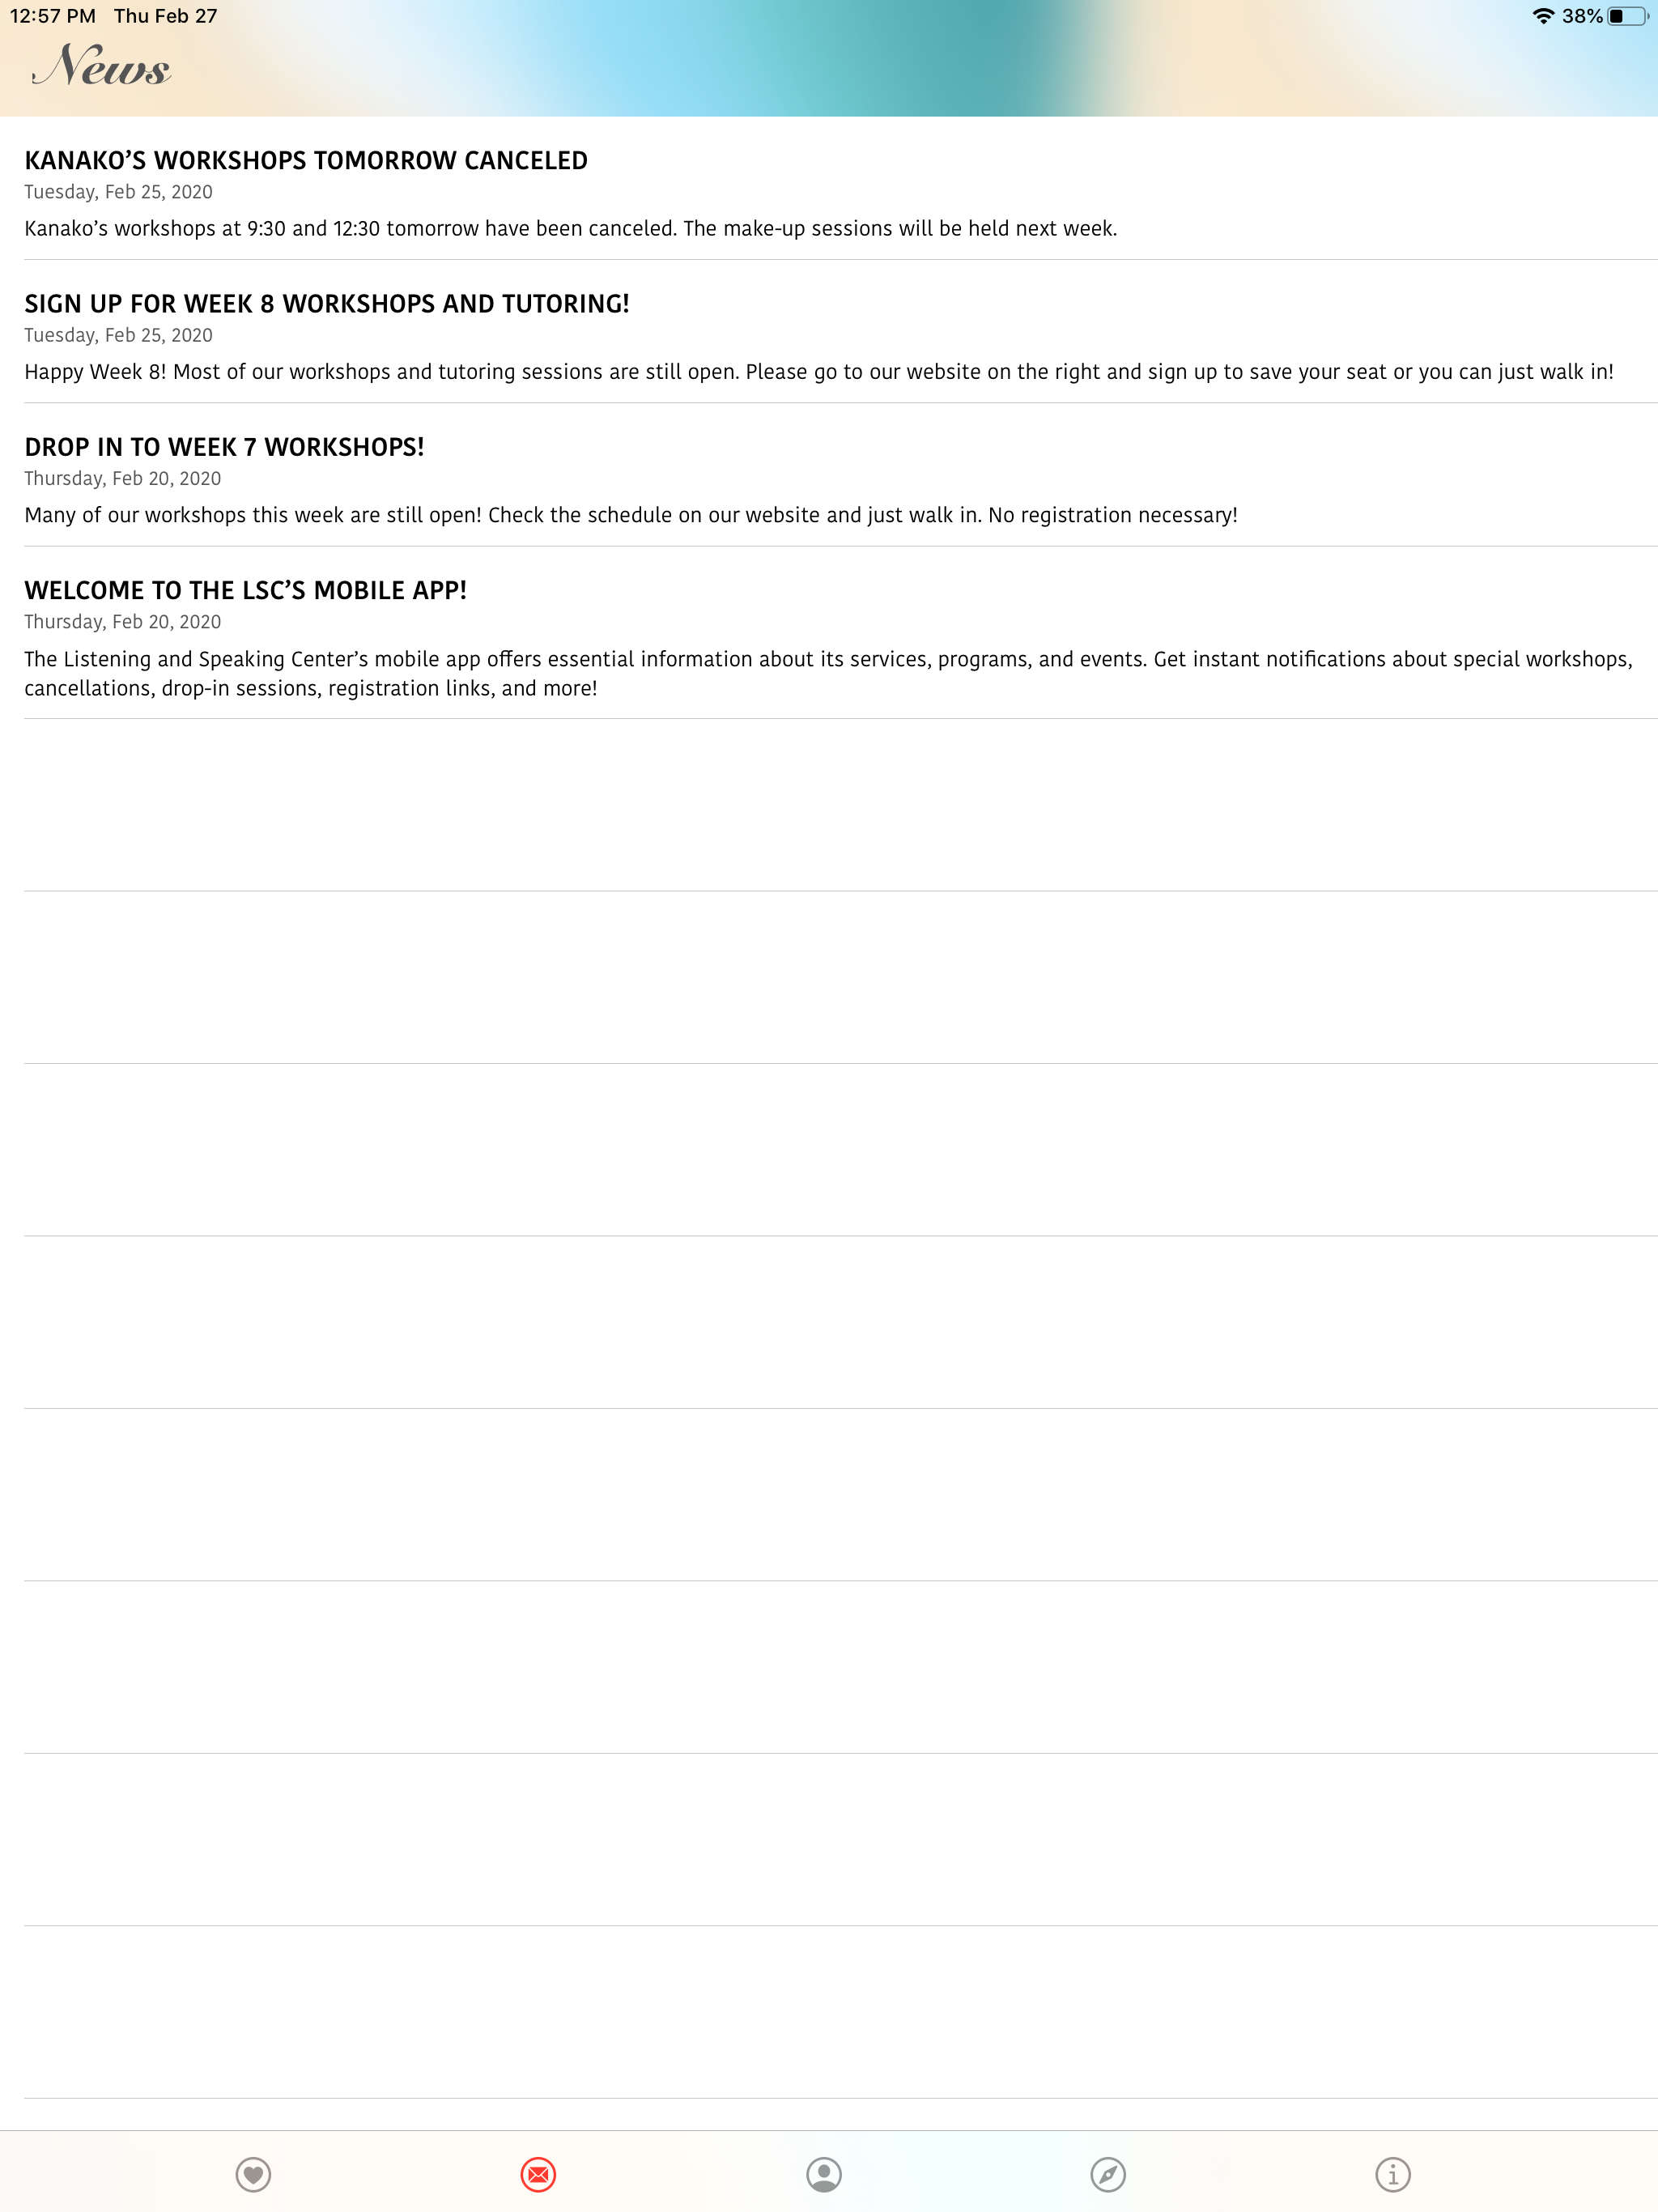 12:57 PM Thu Feb 27 38%
News
KANAKO’S WORKSHOPS TOMORROW CANCELED
Tuesday, Feb 25, 2020
Kanako’s workshops at 9:30 and 12:30 tomorrow have been canceled. The make-up sessions will be held next week.
SIGN UP FOR WEEK 8 WORKSHOPS AND TUTORING!
Tuesday, Feb 25, 2020
Happy Week 8! Most of our workshops and tutoring sessions are still open. Please go to our website on the right and sign up to save your seat or you can just walk in!
DROP IN TO WEEK 7 WORKSHOPS!
Thursday, Feb 20, 2020
Many of our workshops this week are still open! Check the schedule on our website and just walk in. No registration necessary!
WELCOME TO THE LSC’S MOBILE APP!
Thursday, Feb 20, 2020
The Listening and Speaking Center’s mobile app offers essential information about its services, programs, and events. Get instant notifications about special workshops,
cancellations, drop-in sessions, registration links, and more!